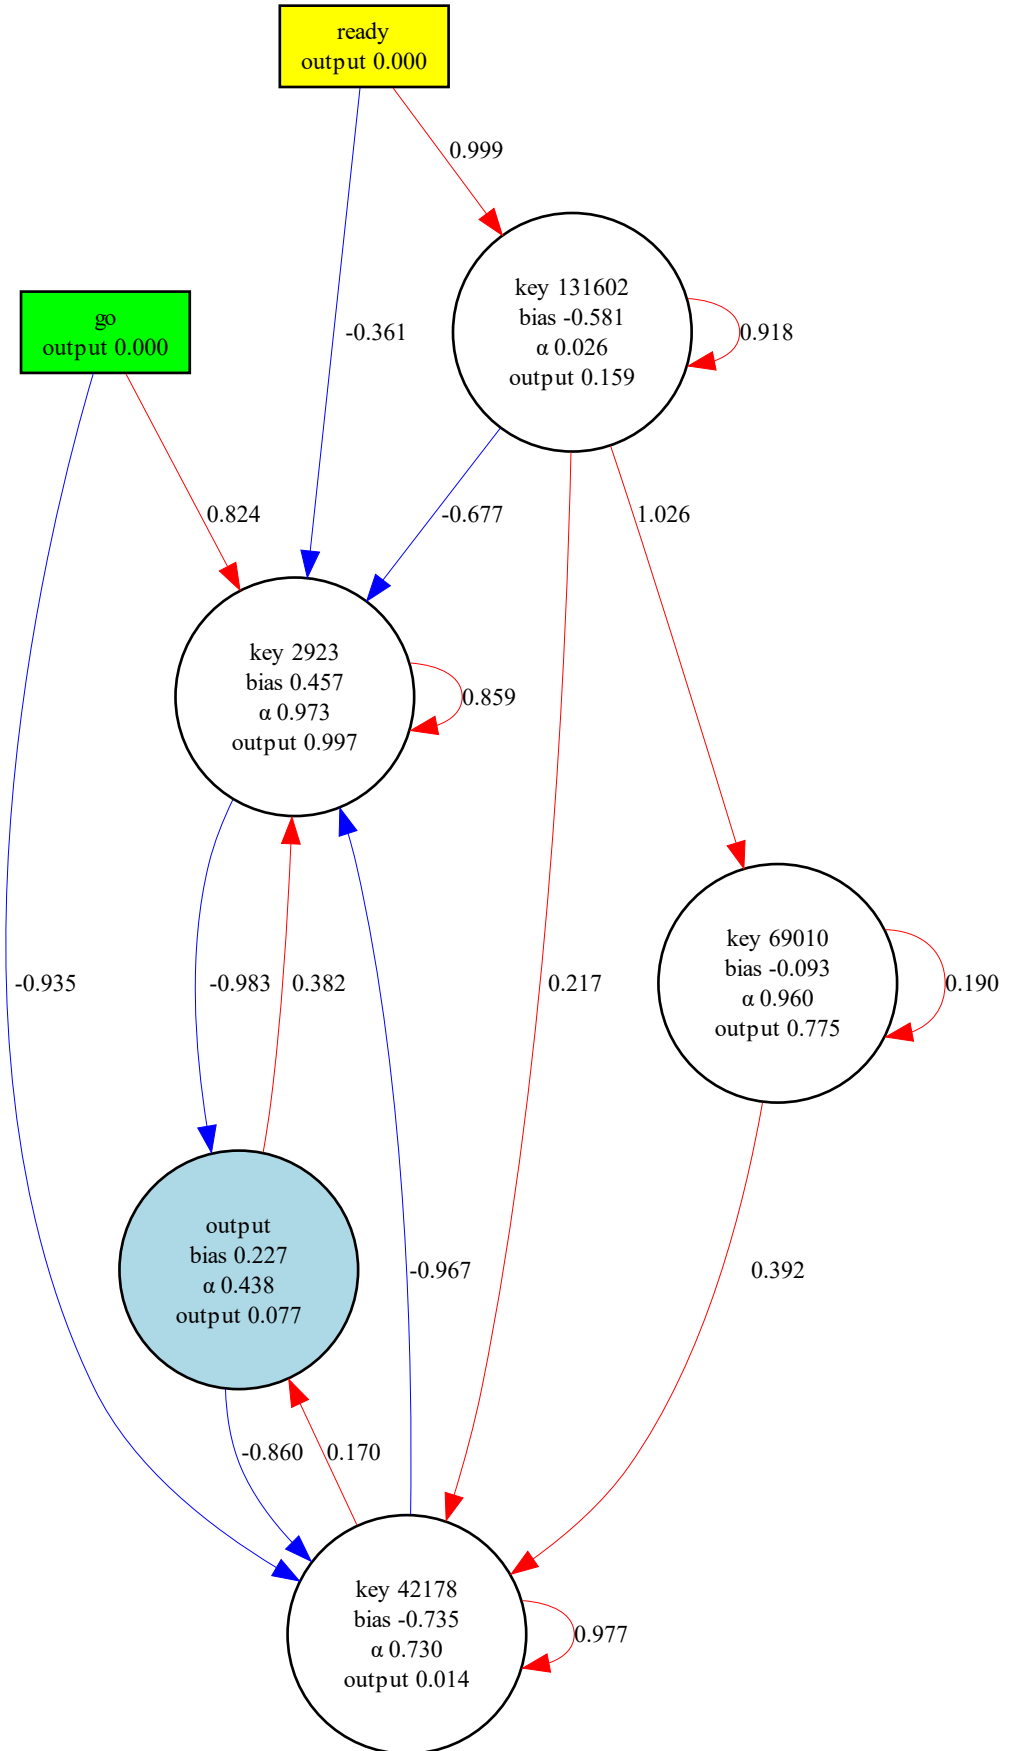 ready
output 0.000
0.999
key 131602
bias -0.581
α 0.026
output 0.159
0.918
go
output 0.000
-0.361
0.824
-0.677
1.026
key 2923
bias 0.457
α 0.973
output 0.997
0.859
key 69010
bias -0.093
α 0.960
output 0.775
0.190
-0.935
-0.983
0.382
0.217
output
bias 0.227
α 0.438
output 0.077
-0.967
0.392
-0.860
0.170
key 42178
bias -0.735
α 0.730
output 0.014
0.977